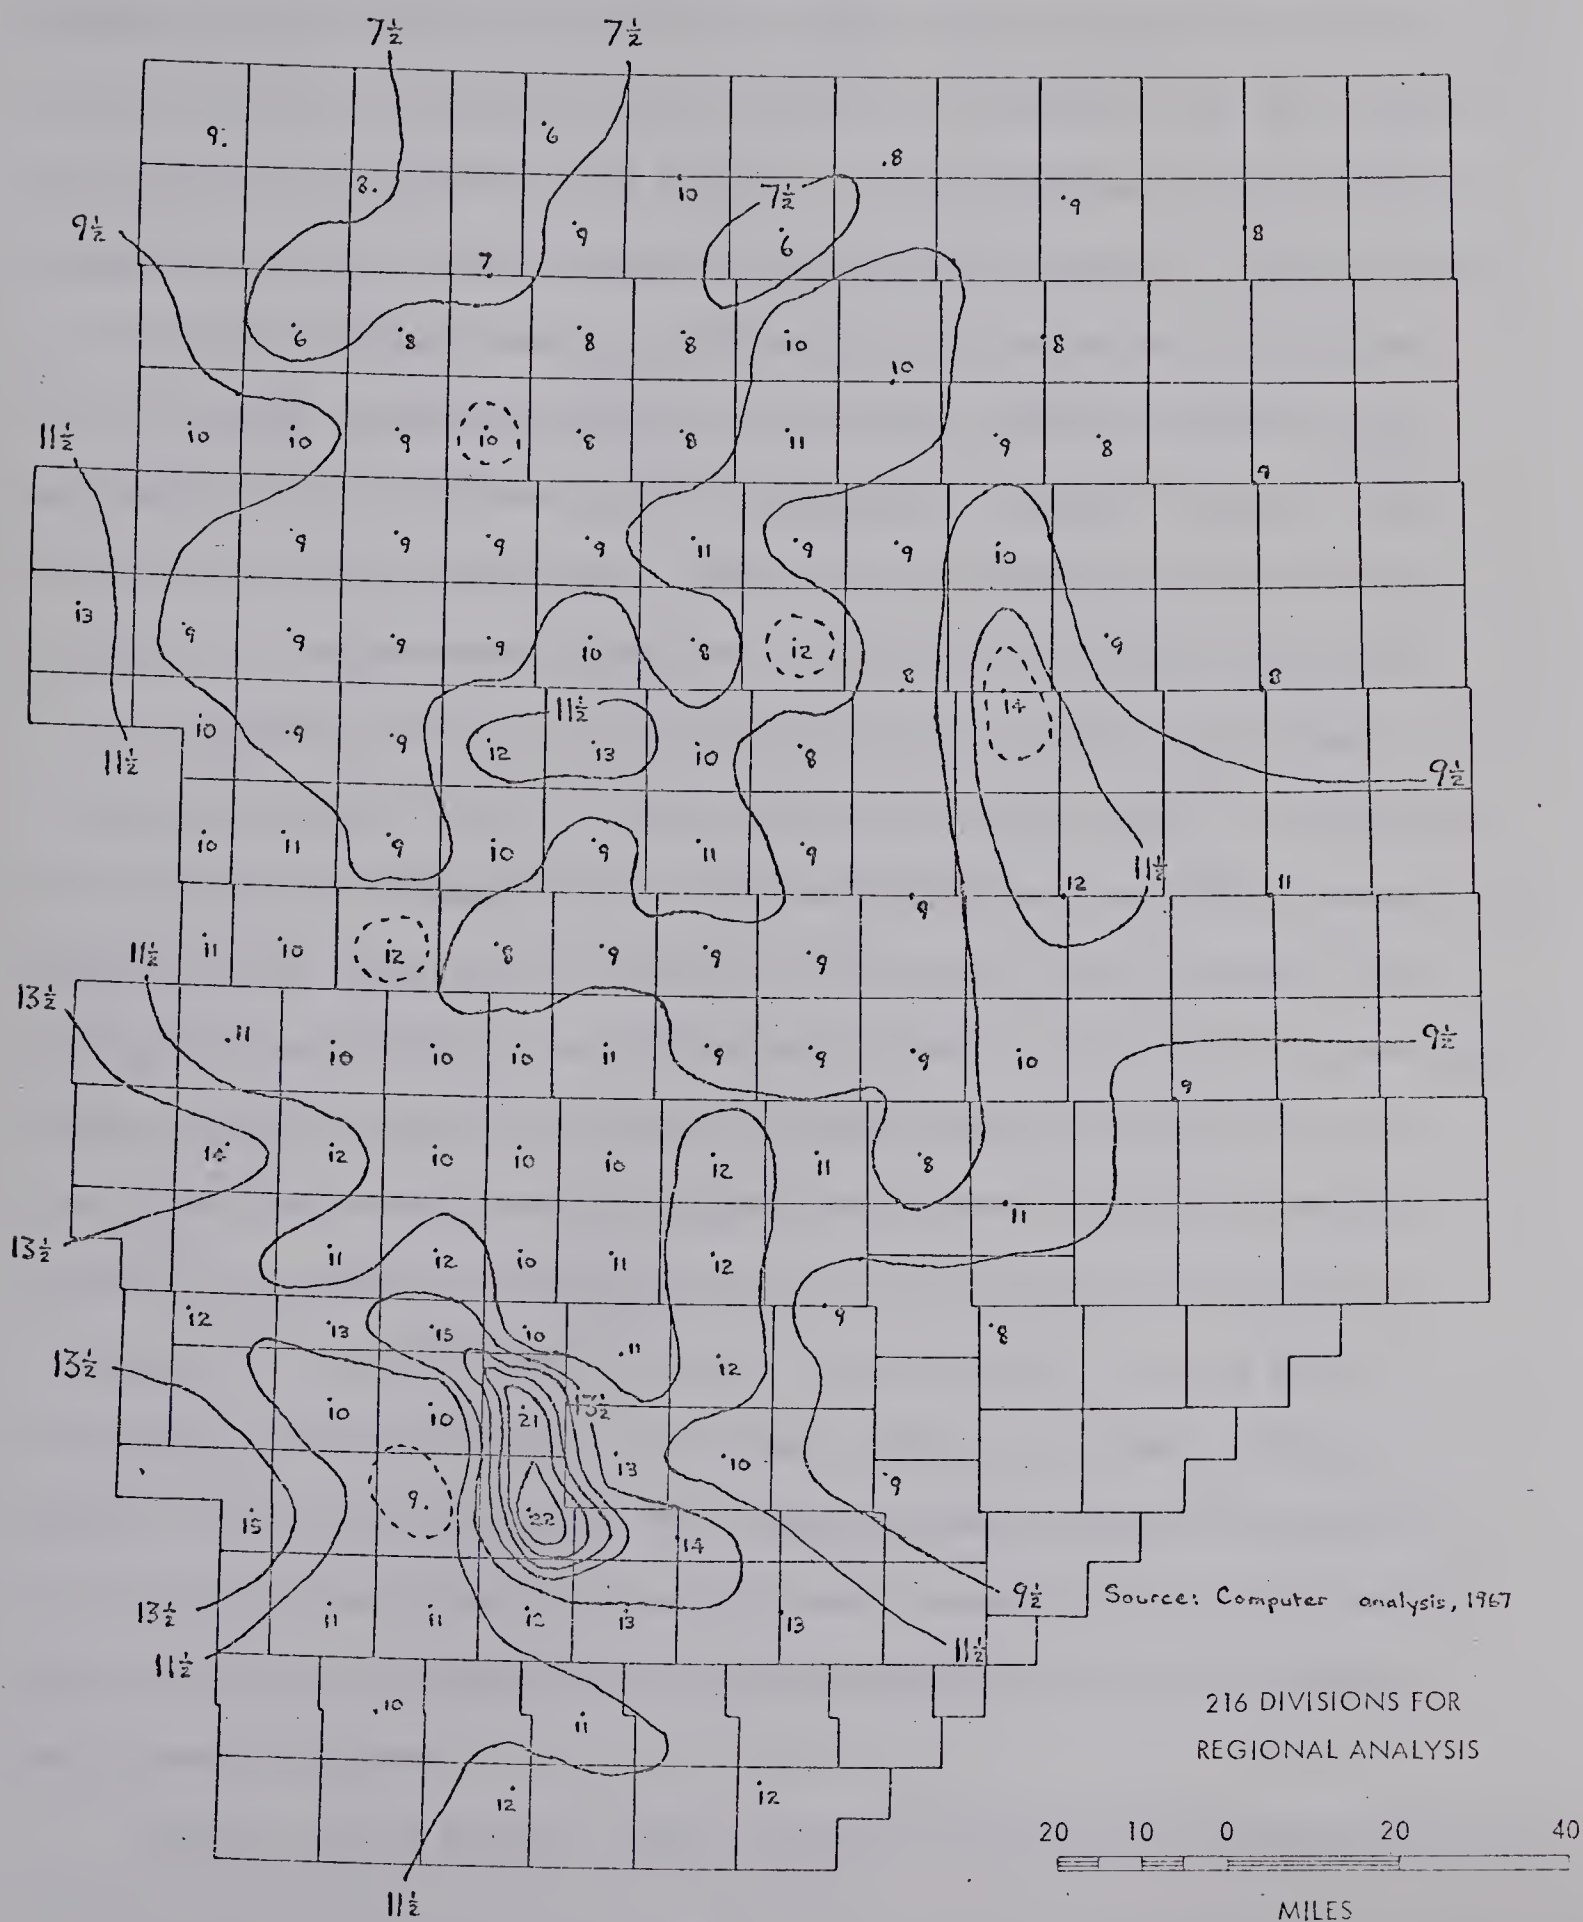 7½ 7½
9. 6
8
8. 10 7½ 9
9½ 9 6 8
7
6 8 8 8 10 8
10
11½ 10 10 9 10 8 8 11 9 8
9
9 9 9 9 11 9 9 10
13 9 9 9 9 10 8 12 9
8 8
14
11½
10 9 9 12 13 10 8
11½ 9½
10 11 9 10 9 11 9
11½
12 11
9
11½ 11 10 12 8 9 9 9
13½
11 10 10 10 11 9 9 9 10 9½
9
14 12 10 10 10 12 11 8
11
13½ 11 12 10 11 12
12 13 15 10 9 8
11 12
13½
10 10 21 13½
13 10
9. 9
15 22
14
9½ Source: Computer analysis, 1967
13½ 11 11 12 13 13
11½ 11½
10 11
216 DIVISIONS FOR
REGIONAL ANALYSIS
12 12
20 10 0 20 40
11½
MILES